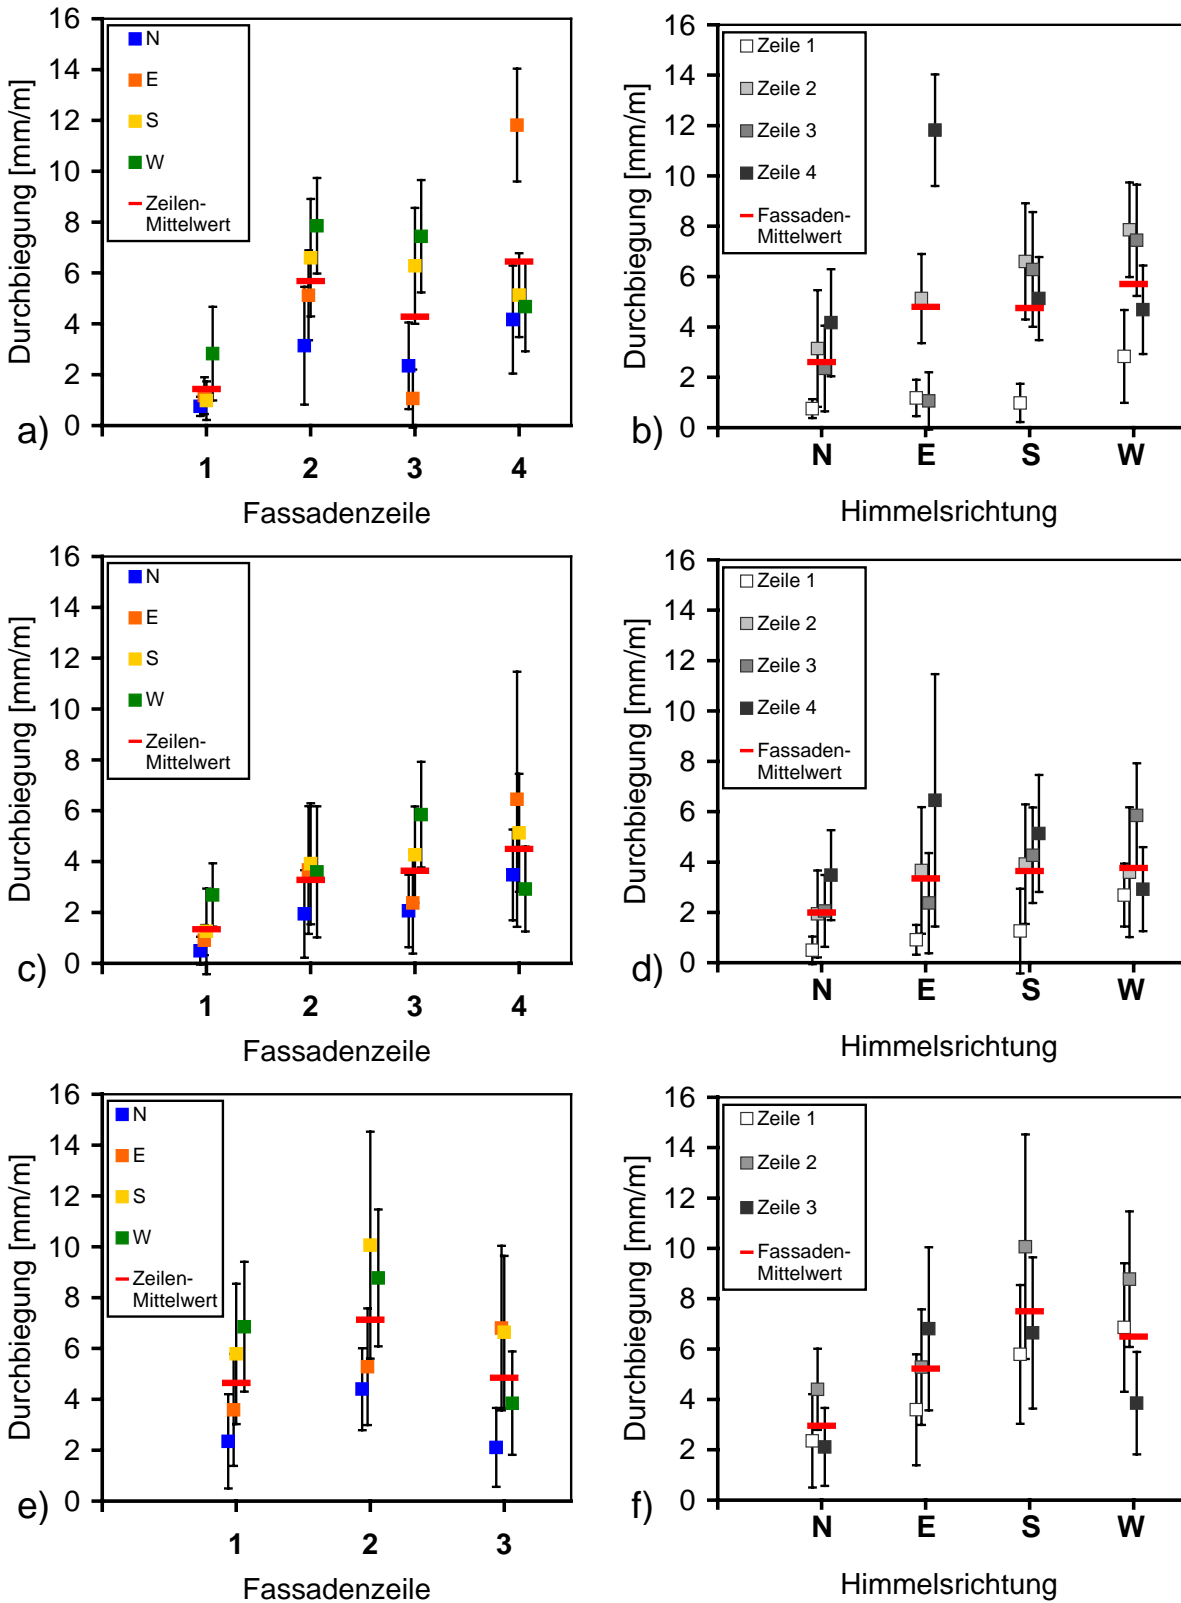 a)
Durchbiegung [mm/m]
16
14
12
10
8
6
4
2
0
N
E
S
W
Zeilen-
Mittelwert
1 2 3 4
Fassadenzeile
b)
Durchbiegung [mm/m]
16
14
12
10
8
6
4
2
0
Zeile 1
Zeile 2
Zeile 3
Zeile 4
Fassaden-
Mittelwert
N E S W
Himmelsrichtung
c)
Durchbiegung [mm/m]
16
14
12
10
8
6
4
2
0
N
E
S
W
Zeilen-
Mittelwert
1 2 3 4
Fassadenzeile
d)
Durchbiegung [mm/m]
16
14
12
10
8
6
4
2
0
Zeile 1
Zeile 2
Zeile 3
Zeile 4
Fassaden-
Mittelwert
N E S W
Himmelsrichtung
e)
Durchbiegung [mm/m]
16
14
12
10
8
6
4
2
0
N
E
S
W
Zeilen-
Mittelwert
1 2 3
Fassadenzeile
f)
Durchbiegung [mm/m]
16
14
12
10
8
6
4
2
0
Zeile 1
Zeile 2
Zeile 3
Fassaden-
Mittelwert
N E S W
Himmelsrichtung